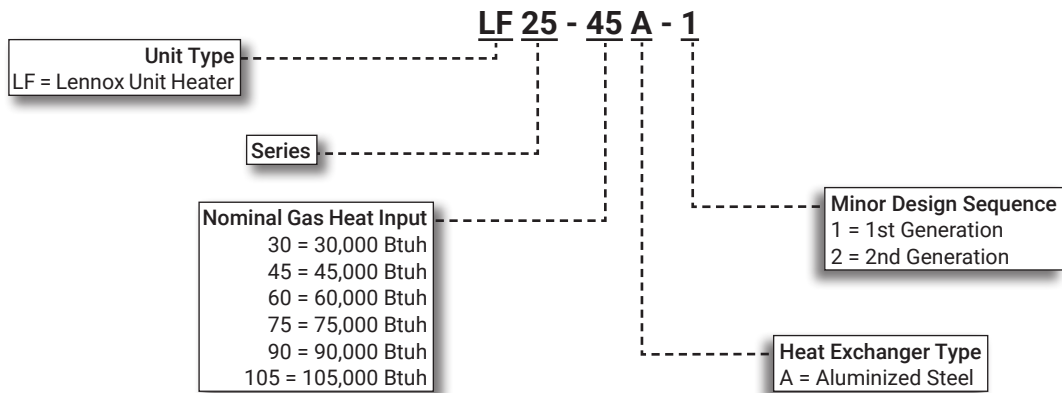 LF 25 - 45 A - 1
Unit Type
LF = Lennox Unit Heater
Series
Nominal Gas Heat Input
30 = 30,000 Btuh
45 = 45,000 Btuh
60 = 60,000 Btuh
75 = 75,000 Btuh
90 = 90,000 Btuh
105 = 105,000 Btuh
Minor Design Sequence
1 = 1st Generation
2 = 2nd Generation
Heat Exchanger Type
A = Aluminized Steel